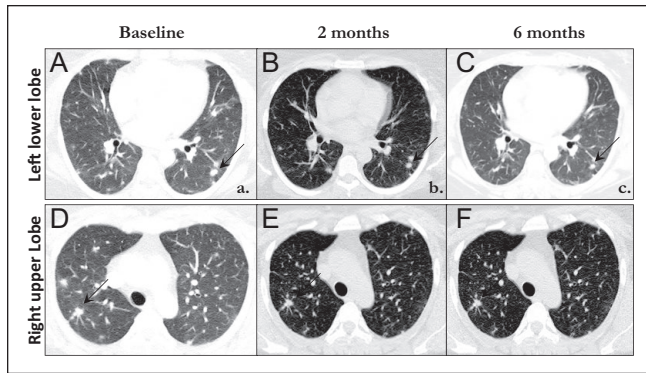 Baseline 2 months 6 months
Left lower lobe
A B C
a. b. c.
Right upper Lobe
D E F